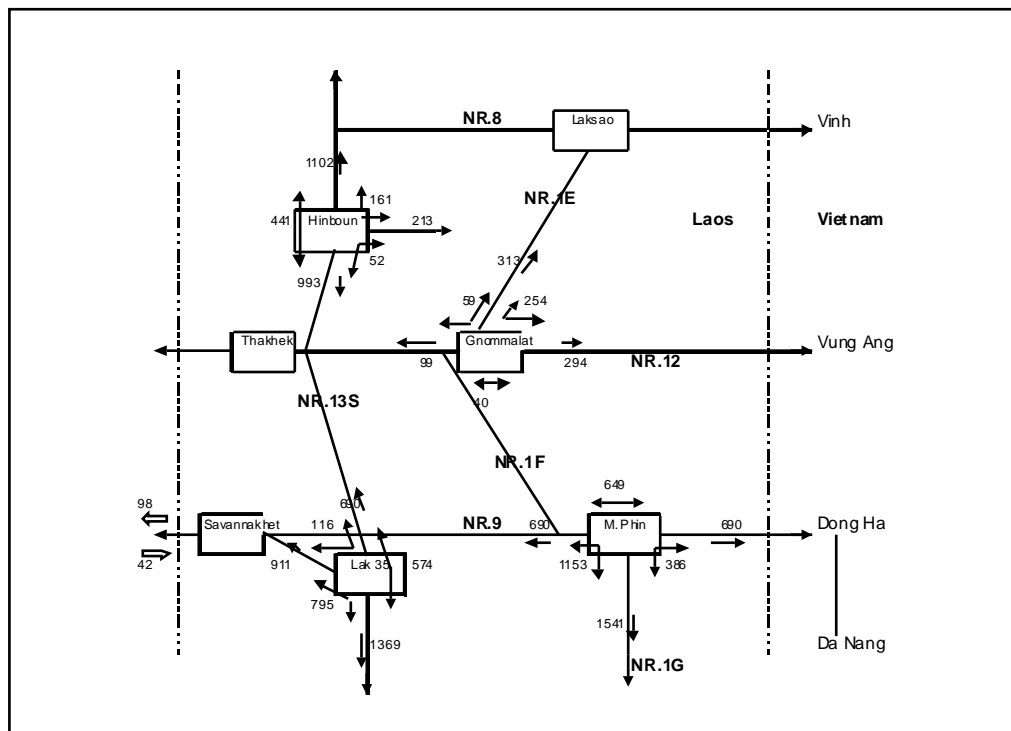 Vinh
NR.8
Laksao
1102
NR.1E
161
441
Hinboun
213
Laos
Vietnam
52
993
313
59
254
Thakhek
Gnommalat
Vung Ang
99
294
NR.12
NR.13S
40
NR.1F
649
98
690
Savannakhet
116
NR.9
690
M.Phin
690
Dong Ha
42
911
Lak 35
574
1153
386
795
1541
1369
Da Nang
NR.1G